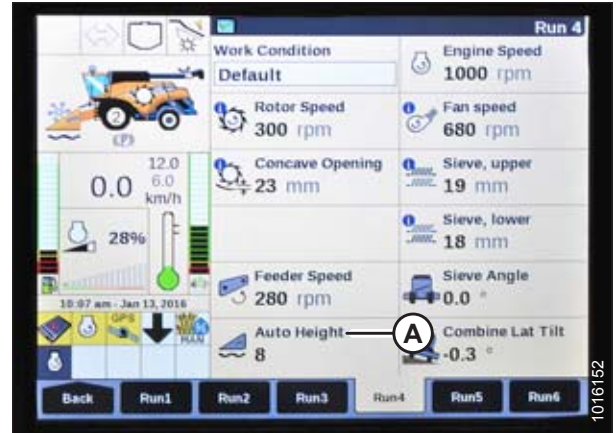 Run 4
Work Condition
Default
Engine Speed
1000 rpm
Rotor Speed
300 rpm
Fan speed
680 rpm
Concave Opening
23 mm
Sieve, upper
19 mm
Sieve, lower
18 mm
Feeder Speed
280 rpm
Sieve Angle
0.0 °
Auto Height
A
8
Combine Lat Tilt
-0.3 °
2
(P)
12.0
0.0
6.0
km/h
28%
10:07 am - Jan 13, 2016
GPS
MAN
Back
Run1
Run2
Run3
Run4
Run5
Run6
1016152